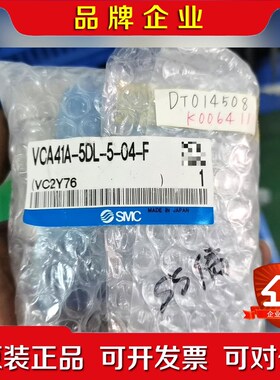 品牌企业
DT014508
K006411
VCA41A-5DL-5-04-F
(VC2Y76 ) 1
SMC
MADE IN JAPAN
企业
原装正品 可开发票 可对